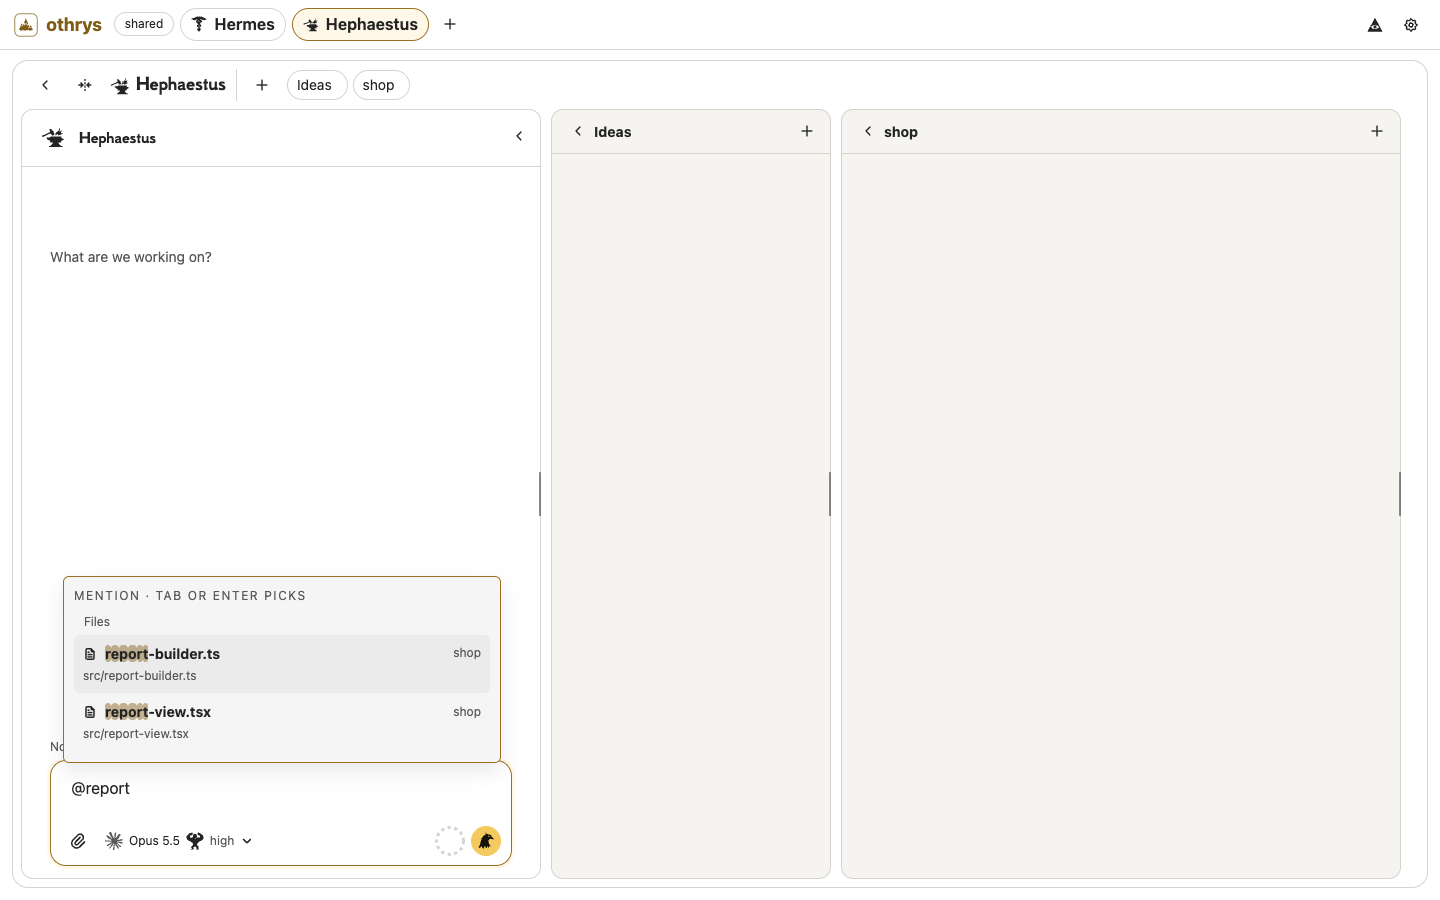 othrys shared Hermes Hephaestus
Hephaestus Ideas shop
Hephaestus
Ideas
shop
What are we working on?
MENTION · TAB OR ENTER PICKS
Files
report-builder.ts shop
src/report-builder.ts
report-view.tsx shop
src/report-view.tsx
@report
Opus 5.5 high